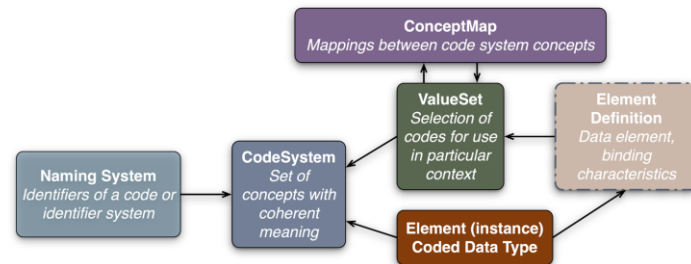 ConceptMap
Mappings between code system concepts
ValueSet
Selection of
codes for use
in particular
context
Element
Definition
Data element,
binding
characteristics
Naming System
Identifiers of a code or
identifier system
CodeSystem
Set of
concepts with
coherent
meaning
Element (instance)
Coded Data Type